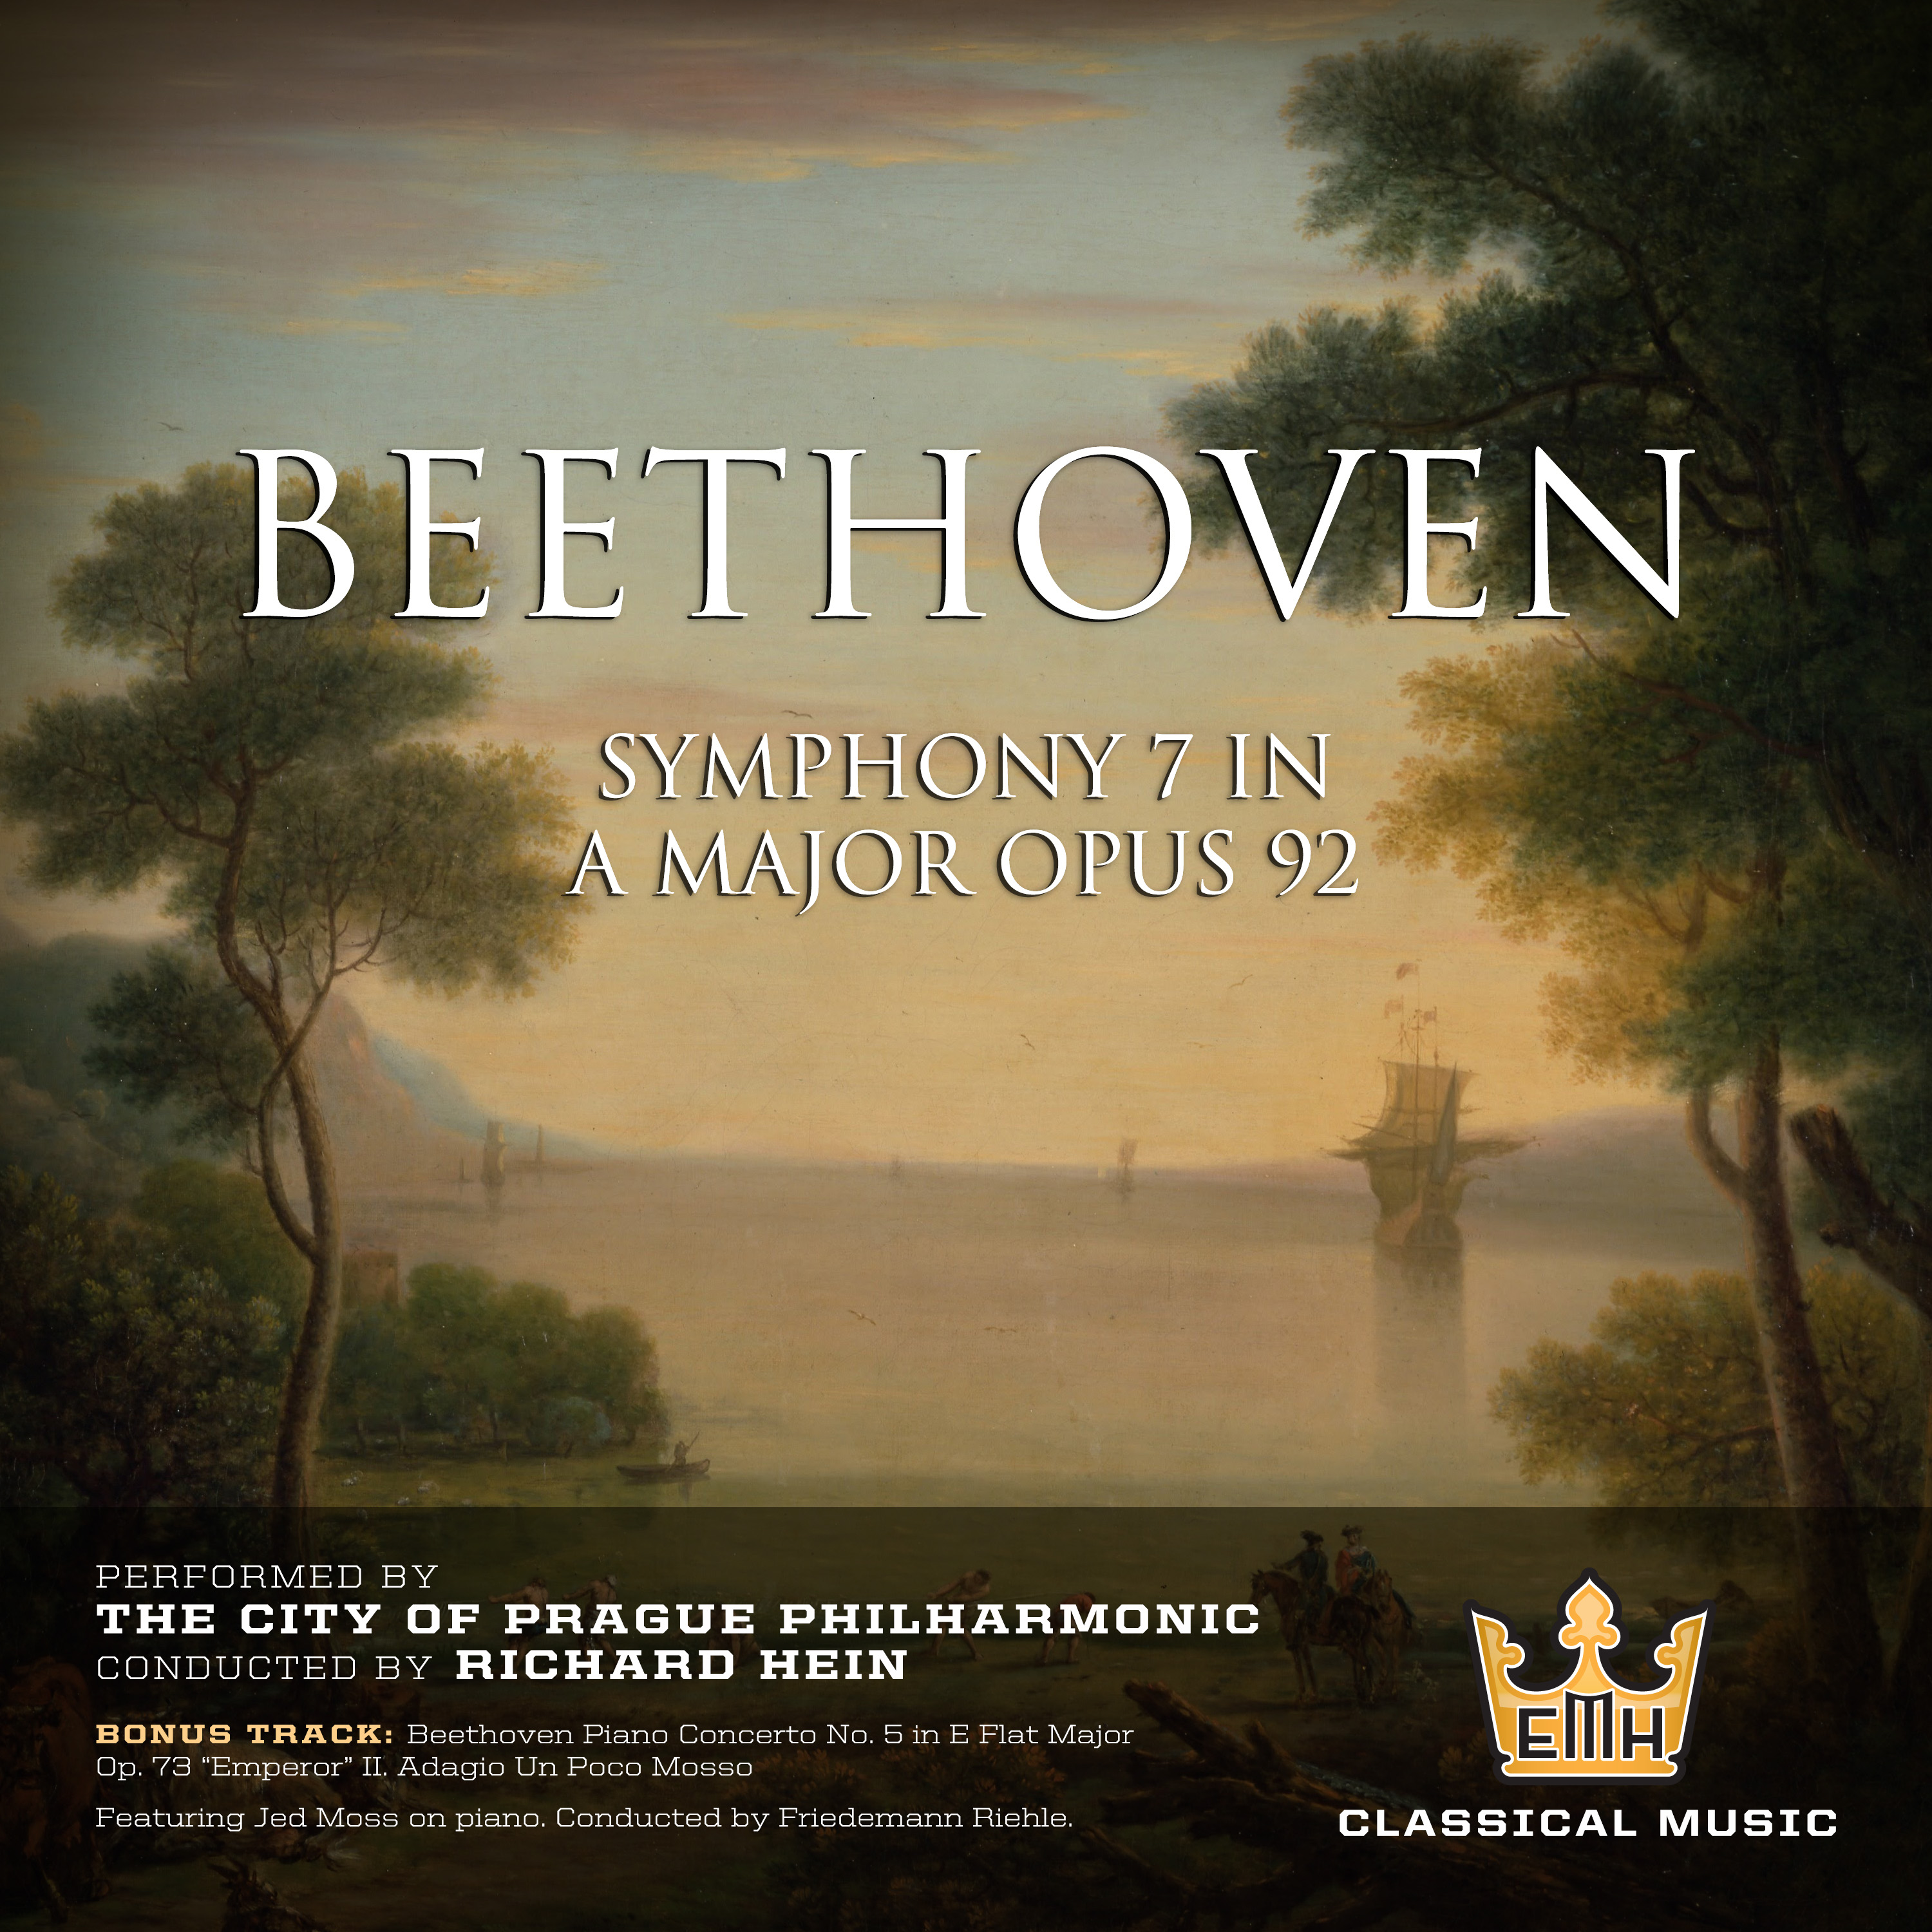 BEETHOVEN
SYMPHONY 7 IN
A MAJOR OPUS 92
PERFORMED BY
THE CITY OF PRAGUE PHILHARMONIC
CONDUCTED BY RICHARD HEIN
BONUS TRACK: Beethoven Piano Concerto No. 5 in E Flat Major
Op. 73 “Emperor” II. Adagio Un Poco Mosso
Featuring Jed Moss on piano. Conducted by Friedemann Riehle.
EMH
CLASSICAL MUSIC